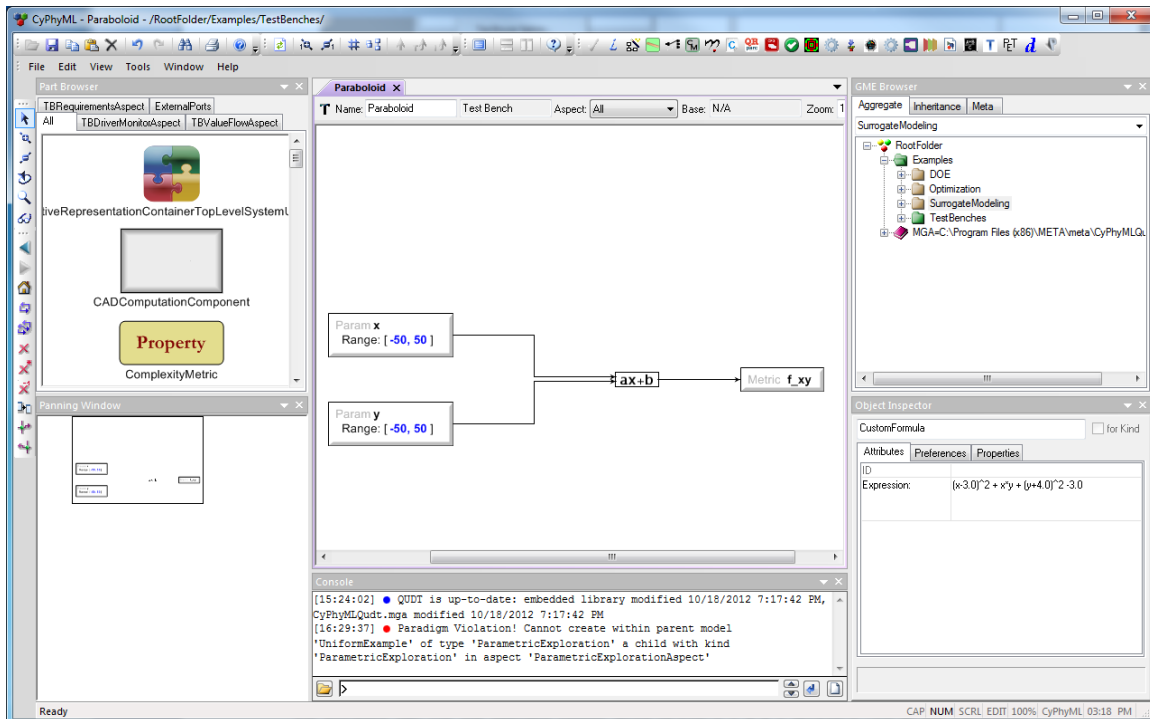 CyPhyML - Paraboloid - /RootFolder/Examples/TestBenches/
File Edit View Tools Window Help
Part Browser
TBRequirementsAspect ExternalPorts
All TBDriverMonitorAspect TBValueFlowAspect
tiveRepresentationContainerTopLevelSystemU
CADComputationComponent
Property
ComplexityMetric
Panning Window
Paraboloid
T Name: Paraboloid Test Bench Aspect: All Base: N/A Zoom: 1
Param x
Range: [ -50, 50 ]
ax+b
Metric f_xy
Param y
Range: [ -50, 50 ]
Console
[15:24:02] QUDT is up-to-date: embedded library modified 10/18/2012 7:17:42 PM,
CyPhyMLQudt.mga modified 10/18/2012 7:17:42 PM
[16:29:37] Paradigm Violation! Cannot create within parent model
'UniformExample' of type 'ParametricExploration' a child with kind
'ParametricExploration' in aspect 'ParametricExplorationAspect'
>
GME Browser
Aggregate Inheritance Meta
SurrogateModeling
RootFolder
Examples
DOE
Optimization
SurrogateModeling
TestBenches
MGA=C:\Program Files (x86)\META\meta\CyPhyMLQu
Object Inspector
CustomFormula for Kind
Attributes Preferences Properties
ID
Expression: (x-3.0)^2 + x*y + (y+4.0)^2 -3.0
Ready
CAP NUM SCRL EDIT 100% CyPhyML 03:18 PM